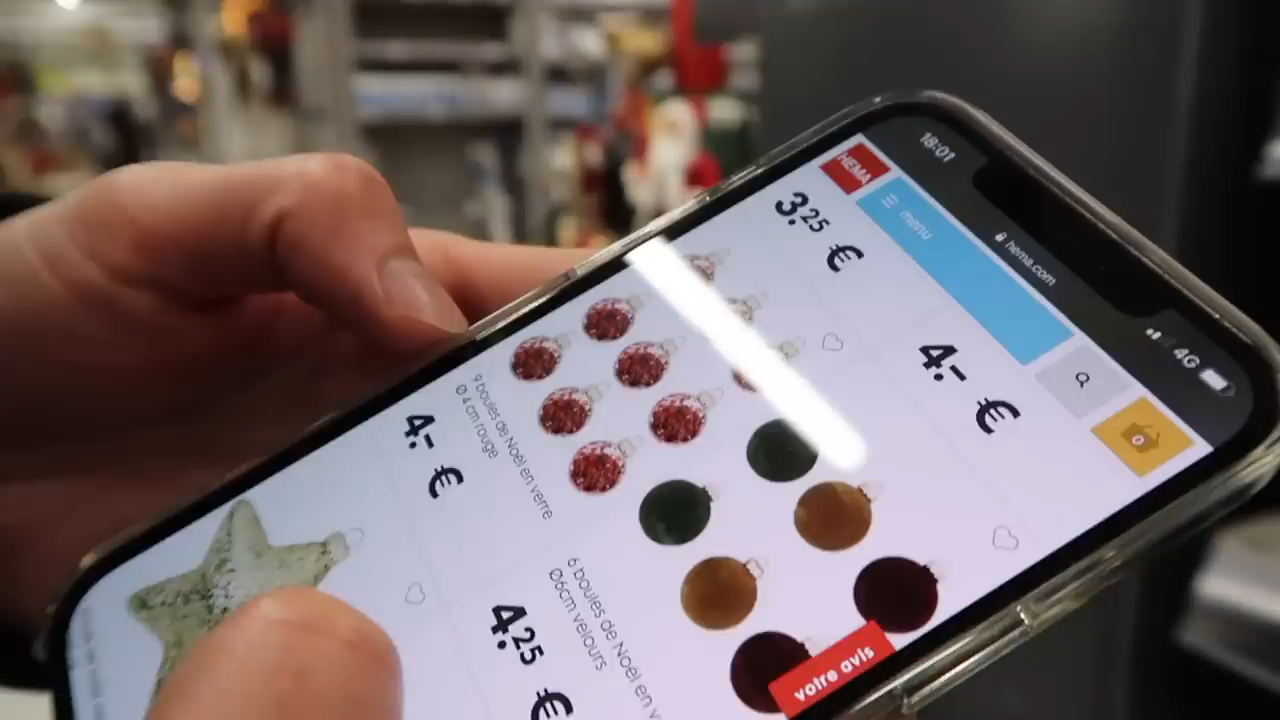 18:01
4G
hema.com
HEMA
menu
0
3.25 €
4.- €
9 boules de Noël en verre
Ø 4 cm rouge
4.- €
6 boules de Noël en v
Ø6cm velours
4.25 €
votre avis